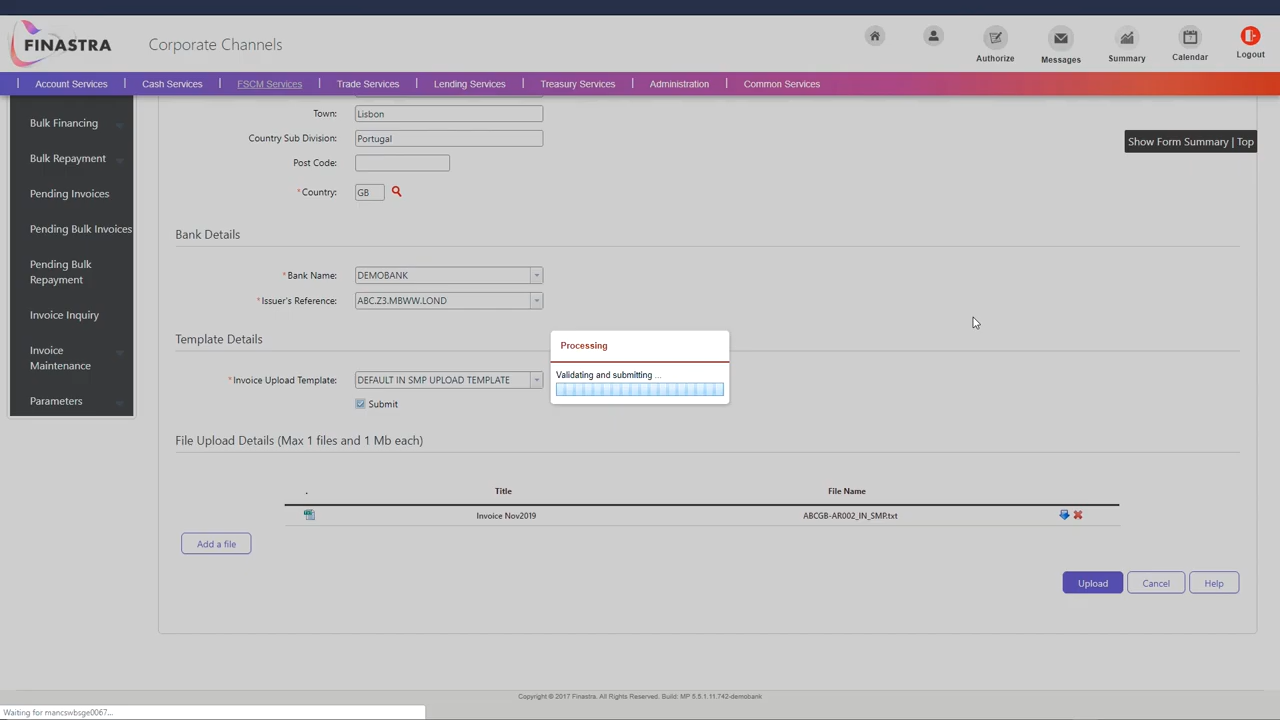 FINASTRA
Corporate Channels
Authorize
Messages
Summary
Calendar
Logout
Account Services
Cash Services
FSCM Services
Trade Services
Lending Services
Treasury Services
Administration
Common Services
Bulk Financing
Bulk Repayment
Pending Invoices
Pending Bulk Invoices
Pending Bulk
Repayment
Invoice Inquiry
Invoice
Maintenance
Parameters
Show Form Summary | Top
Town: Lisbon
Country Sub Division: Portugal
Post Code:
*Country: GB
Bank Details
*Bank Name: DEMOBANK
*Issuer's Reference: ABC.Z3.MBWW.LOND
Template Details
*Invoice Upload Template: DEFAULT IN SMP UPLOAD TEMPLATE
Submit
Processing
Validating and submitting ...
File Upload Details (Max 1 files and 1 Mb each)
. Title File Name
Invoice Nov2019 ABCGB-AR002_IN_SMP.txt
Add a file
Upload Cancel Help
Copyright © 2017 Finastra. All Rights Reserved. Build: MP 5.5.1.11.742-demobank
Waiting for mancswbsge0067...